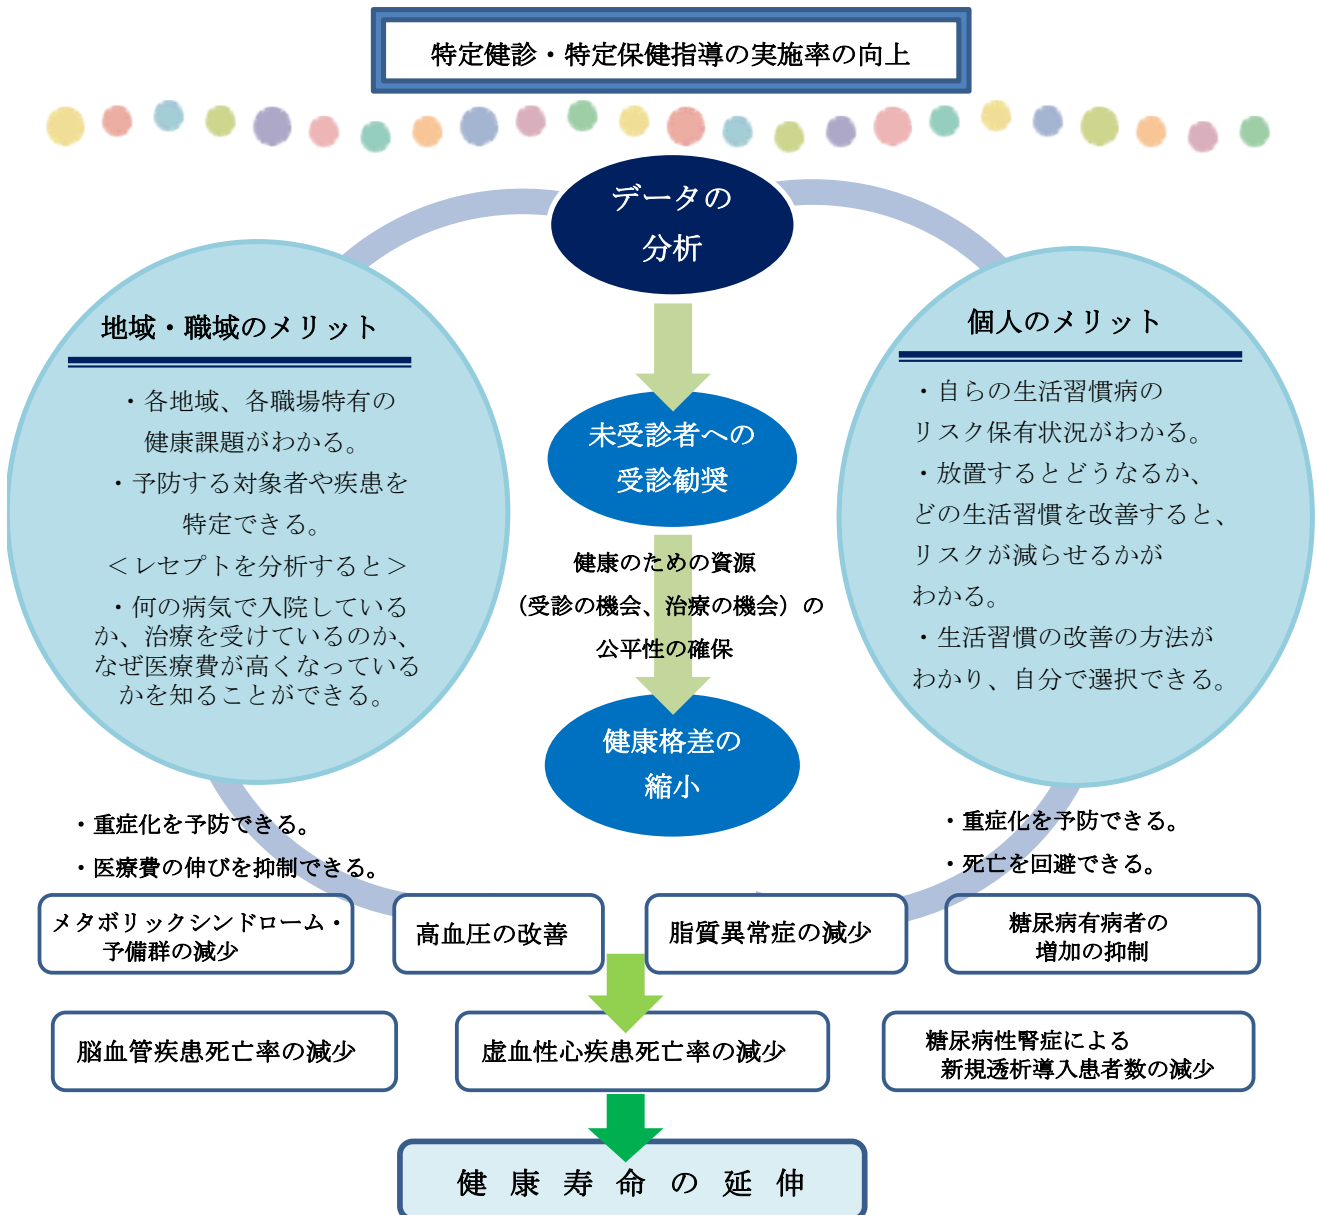 特定健診・特定保健指導の実施率の向上
データの
分析
地域・職域のメリット
・各地域、各職場特有の
健康課題がわかる。
・予防する対象者や疾患を
特定できる。
＜レセプトを分析すると＞
・何の病気で入院している
か、治療を受けているのか、
なぜ医療費が高くなっている
かを知ることができる。
未受診者への
受診勧奨
健康のための資源
（受診の機会、治療の機会）の
公平性の確保
健康格差の
縮小
個人のメリット
・自らの生活習慣病の
リスク保有状況がわかる。
・放置するとどうなるか、
どの生活習慣を改善すると、
リスクが減らせるかが
わかる。
・生活習慣の改善の方法が
わかり、自分で選択できる。
・重症化を予防できる。
・医療費の伸びを抑制できる。
・重症化を予防できる。
・死亡を回避できる。
メタボリックシンドローム・
予備群の減少
高血圧の改善
脂質異常症の減少
糖尿病有病者の
増加の抑制
脳血管疾患死亡率の減少
虚血性心疾患死亡率の減少
糖尿病性腎症による
新規透析導入患者数の減少
健康寿命の延伸